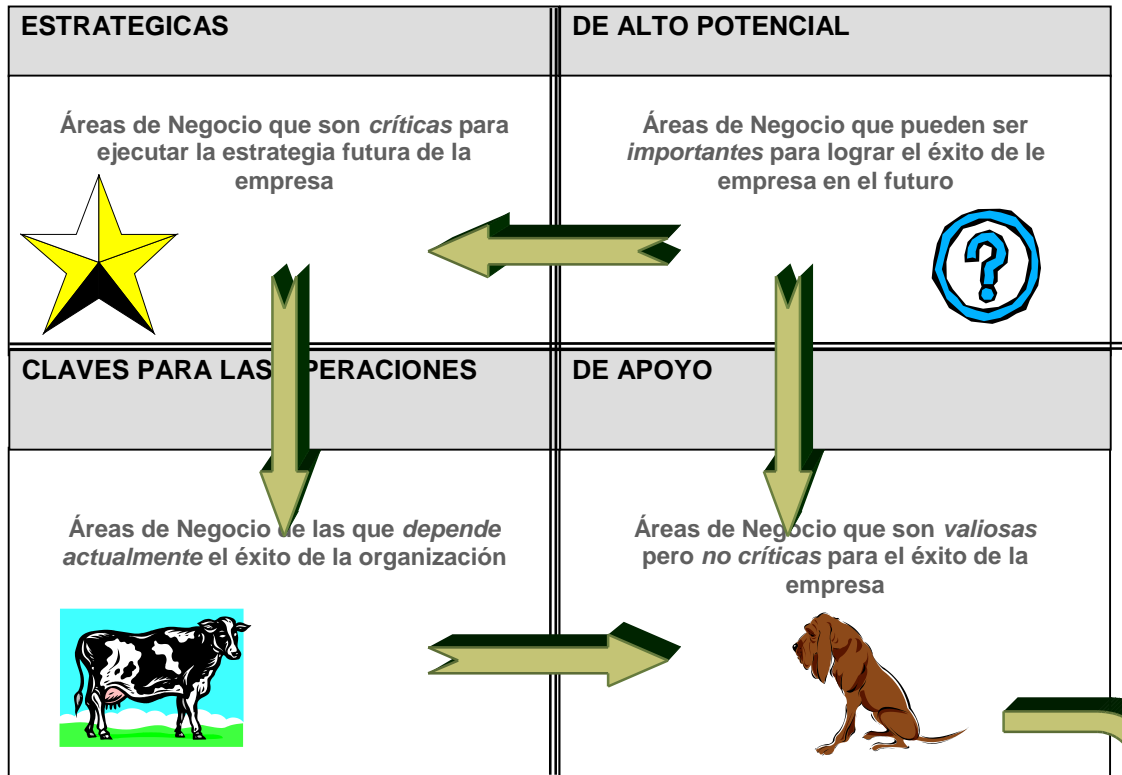 ESTRATEGICAS
DE ALTO POTENCIAL
Áreas de Negocio que son críticas para
ejecutar la estrategia futura de la
empresa
Áreas de Negocio que pueden ser
importantes para lograr el éxito de le
empresa en el futuro
CLAVES PARA LAS PERACIONES
DE APOYO
Áreas de Negocio de las que depende
actualmente el éxito de la organización
Áreas de Negocio que son valiosas
pero no críticas para el éxito de la
empresa